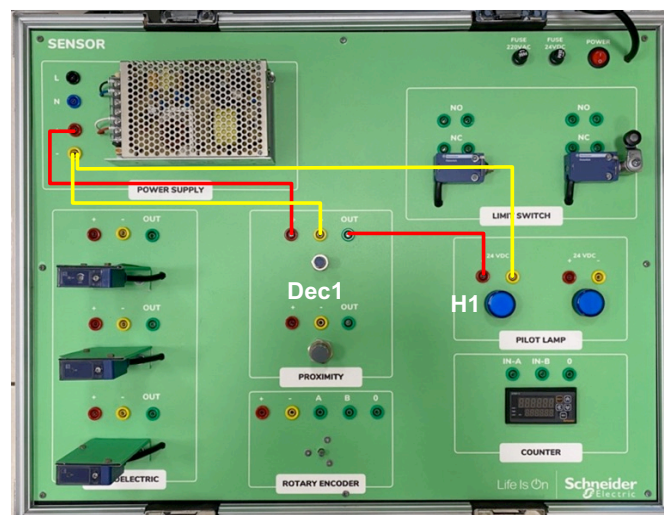 SENSOR
FUSE
220VAC
FUSE
24VDC
POWER
L
N
-
POWER SUPPLY
NO
NO
NC
NC
LIMIT SWITCH
+ - OUT
+ - OUT
+ - OUT
+ OUT
Dec1
+ - OUT
PROXIMITY
24 VDC
24 VDC
+ -
H1
PILOT LAMP
IN-A IN-B 0
COUNTER
+ - A B 0
ROTARY ENCODER
OELECTRIC
Life Is On
Schneider
Electric